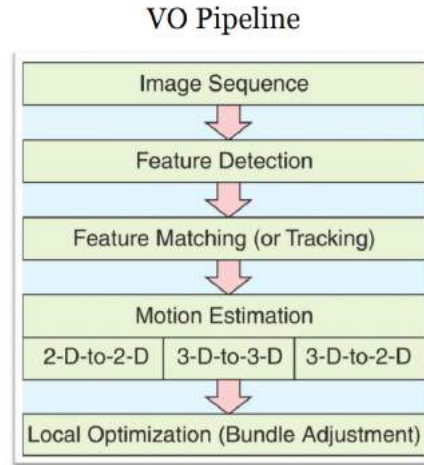 VO Pipeline
Image Sequence
Feature Detection
Feature Matching (or Tracking)
Motion Estimation
2-D-to-2-D 3-D-to-3-D 3-D-to-2-D
Local Optimization (Bundle Adjustment)